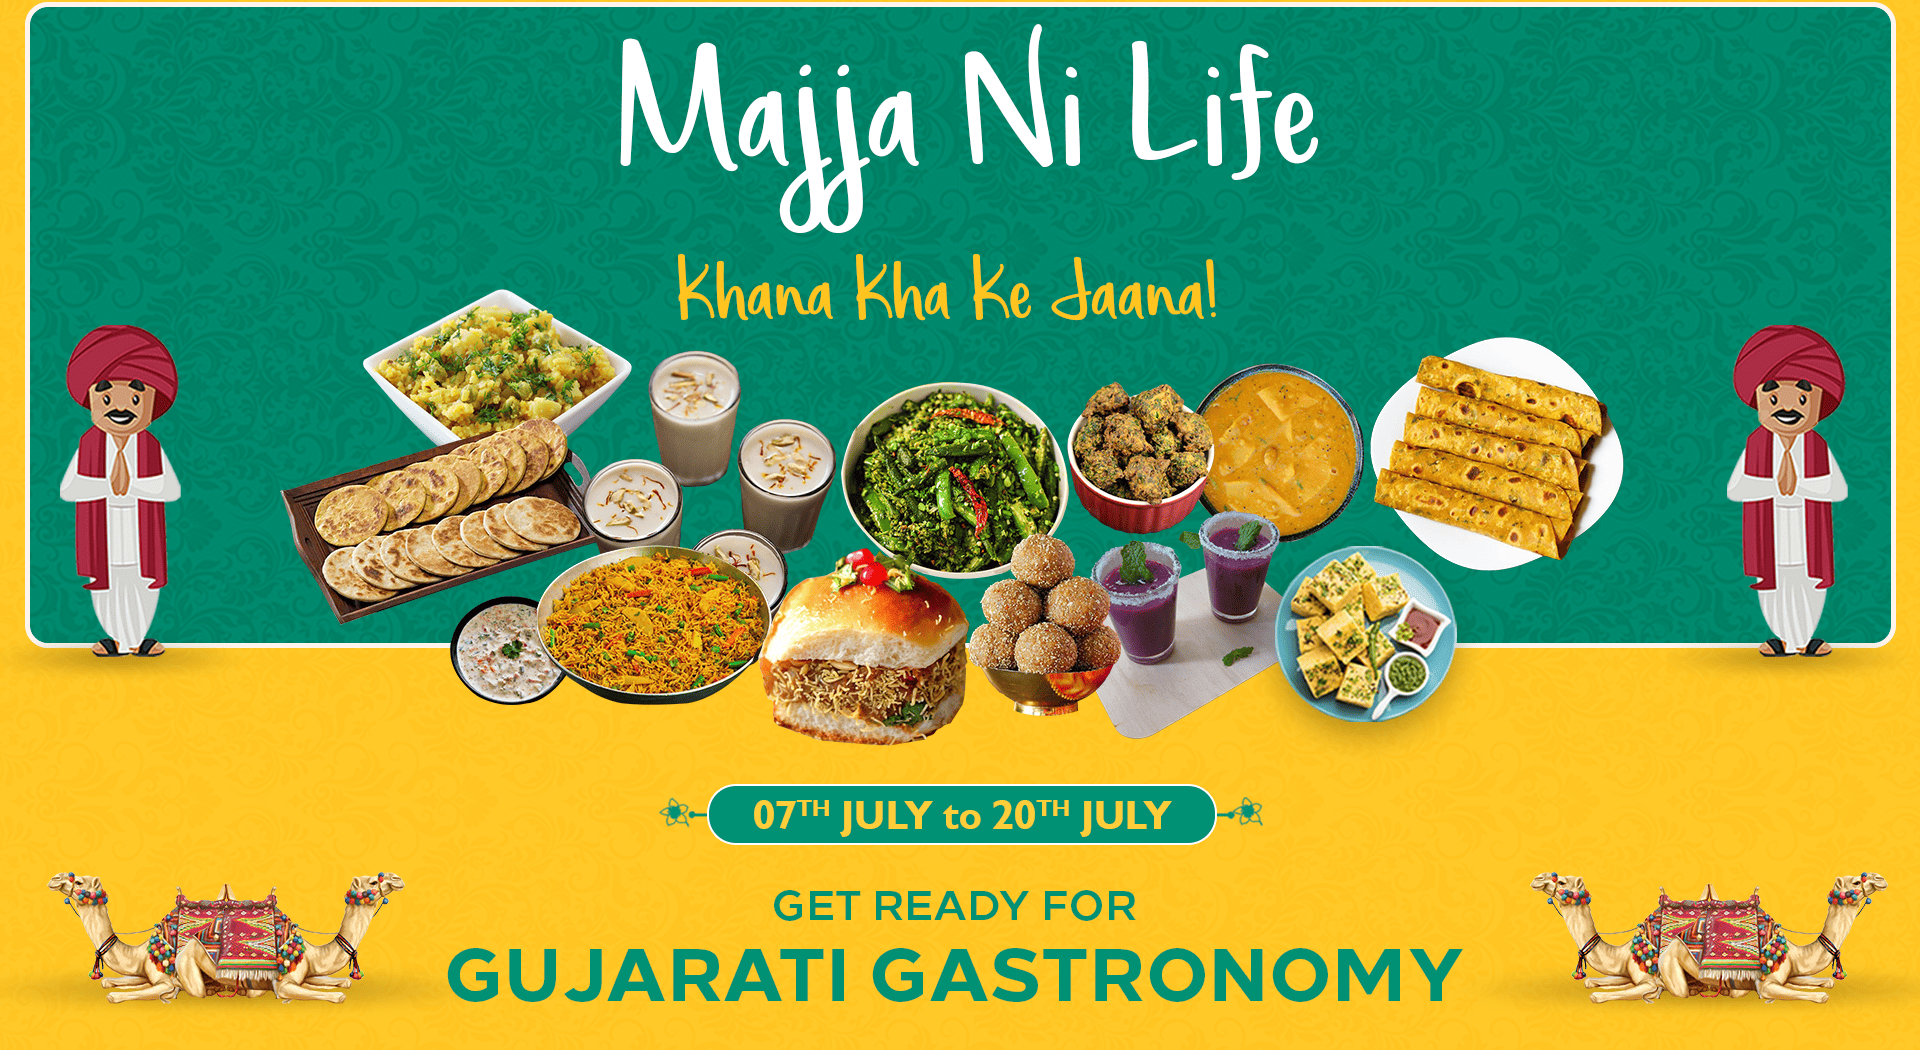 Majja Ni Life
Khana Kha Ke Jaana!
07TH JULY to 20TH JULY
GET READY FOR
GUJARATI GASTRONOMY